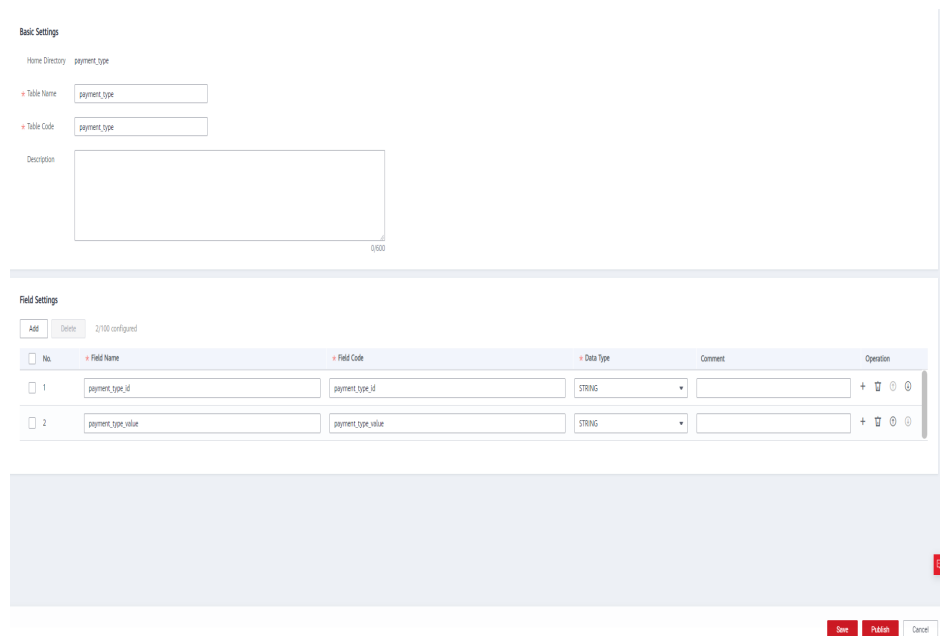 Basic Settings
Home Directory payment_type
* Table Name payment_type
* Table Code payment_type
Description
0/600
Field Settings
Add Delete 2/100 configured
No. * Field Name * Field Code * Data Type Comment Operation
1 payment_type_id payment_type_id STRING
2 payment_type_value payment_type_value STRING
Save Publish Cancel